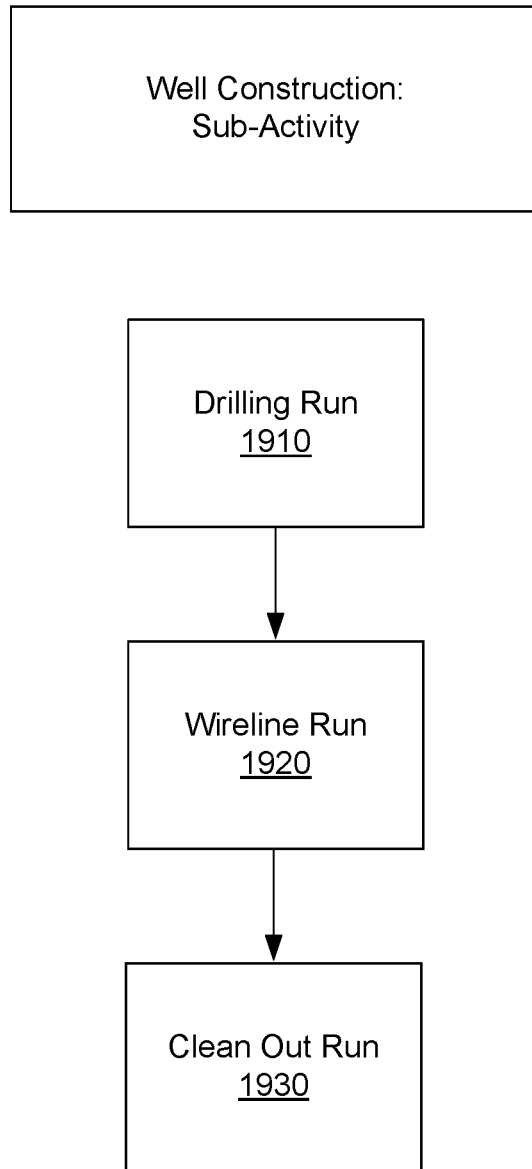 Well Construction:
Sub-Activity
Drilling Run
1910
Wireline Run
1920
Clean Out Run
1930